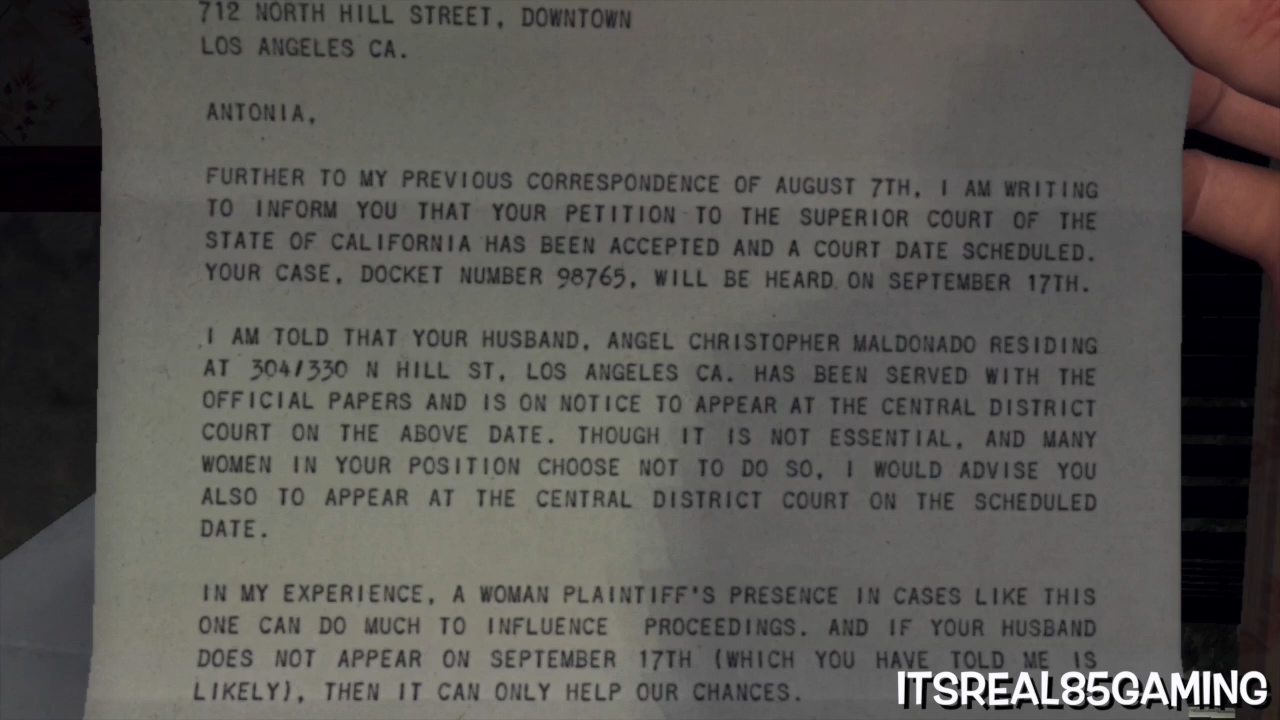 712 NORTH HILL STREET, DOWNTOWN
LOS ANGELES CA.
ANTONIA,
FURTHER TO MY PREVIOUS CORRESPONDENCE OF AUGUST 7TH, I AM WRITING
TO INFORM YOU THAT YOUR PETITION TO THE SUPERIOR COURT OF THE
STATE OF CALIFORNIA HAS BEEN ACCEPTED AND A COURT DATE SCHEDULED.
YOUR CASE, DOCKET NUMBER 98765, WILL BE HEARD ON SEPTEMBER 17TH.
I AM TOLD THAT YOUR HUSBAND, ANGEL CHRISTOPHER MALDONADO RESIDING
AT 304/330 N HILL ST, LOS ANGELES CA. HAS BEEN SERVED WITH THE
OFFICIAL PAPERS AND IS ON NOTICE TO APPEAR AT THE CENTRAL DISTRICT
COURT ON THE ABOVE DATE. THOUGH IT IS NOT ESSENTIAL, AND MANY
WOMEN IN YOUR POSITION CHOOSE NOT TO DO SO, I WOULD ADVISE YOU
ALSO TO APPEAR AT THE CENTRAL DISTRICT COURT ON THE SCHEDULED
DATE.
IN MY EXPERIENCE, A WOMAN PLAINTIFF'S PRESENCE IN CASES LIKE THIS
ONE CAN DO MUCH TO INFLUENCE PROCEEDINGS. AND IF YOUR HUSBAND
DOES NOT APPEAR ON SEPTEMBER 17TH (WHICH YOU HAVE TOLD ME IS
LIKELY), THEN IT CAN ONLY HELP OUR CHANCES.
ITSREAL85GAMING